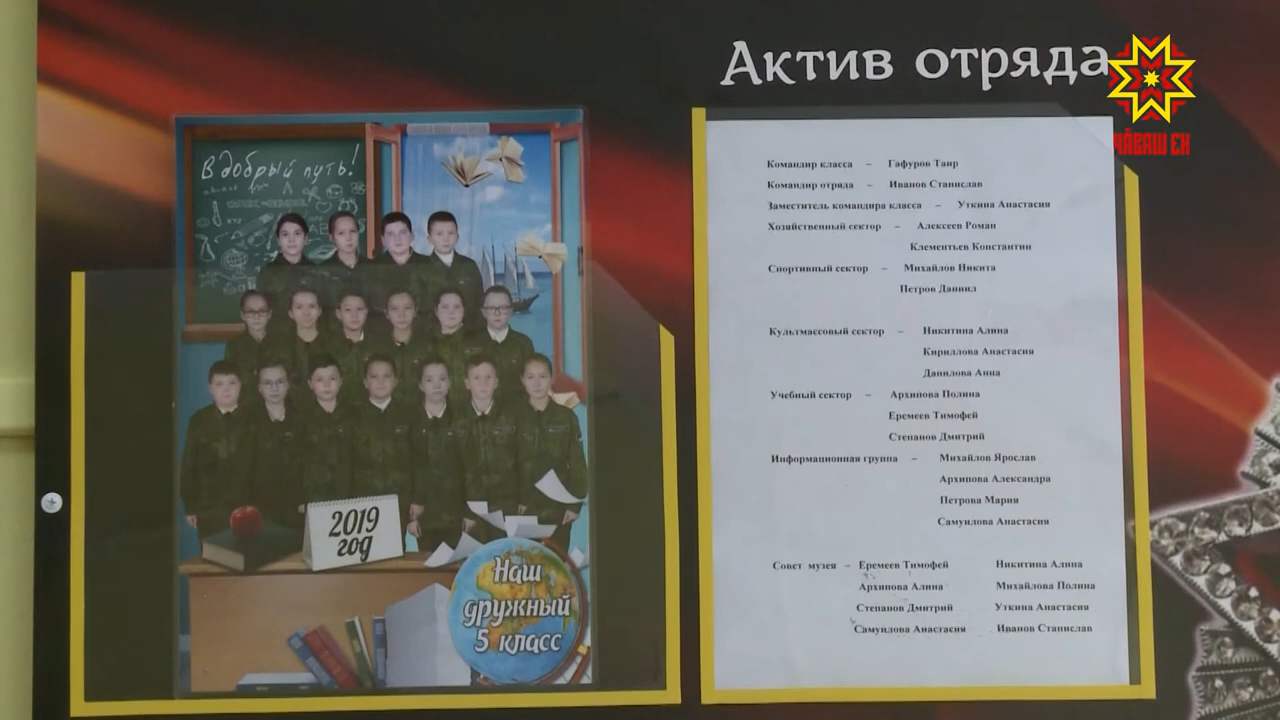 Актив отряда
ЧӐВАШ ЕН
В добрый путь!
2019
год
Наш
дружный
5 класс
Командир класса – Гафуров Таир
Командир отряда – Иванов Станислав
Заместитель командира класса – Уткина Анастасия
Хозяйственный сектор – Алексеев Роман
Клементьев Константин
Спортивный сектор – Михайлов Никита
Петров Даниил
Культмассовый сектор – Никитина Алина
Кириллова Анастасия
Данилова Анна
Учебный сектор – Архипова Полина
Еремеев Тимофей
Степанов Дмитрий
Информационная группа – Михайлов Ярослав
Архипова Александра
Петрова Мария
Самуилова Анастасия
Совет музея – Еремеев Тимофей Никитина Алина
Архипова Алина Михайлова Полина
Степанов Дмитрий Уткина Анастасия
Самуилова Анастасия Иванов Станислав